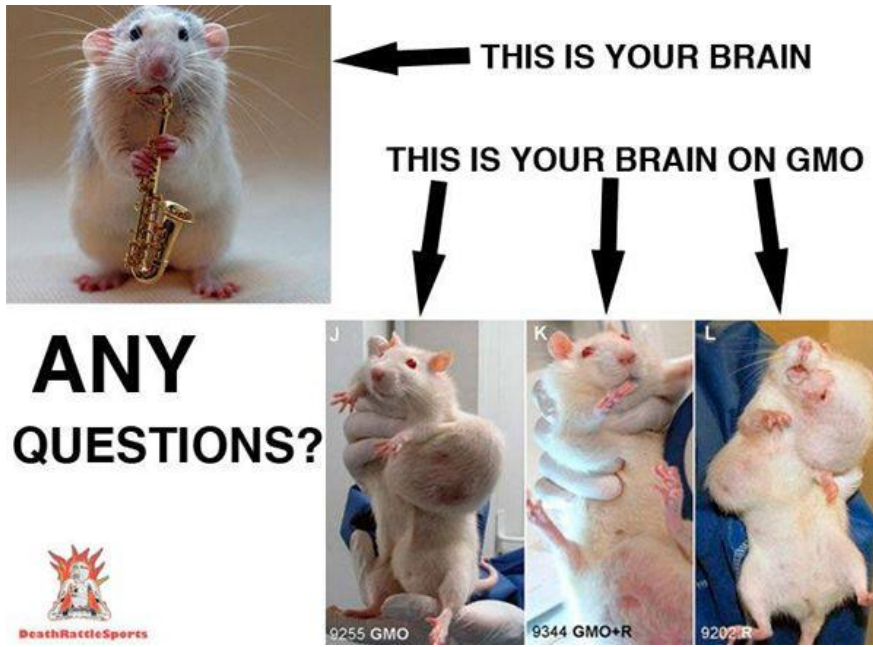 THIS IS YOUR BRAIN
THIS IS YOUR BRAIN ON GMO
ANY
QUESTIONS?
J
K
L
9255 GMO
9344 GMO+R
9202 R
DeathRattleSports